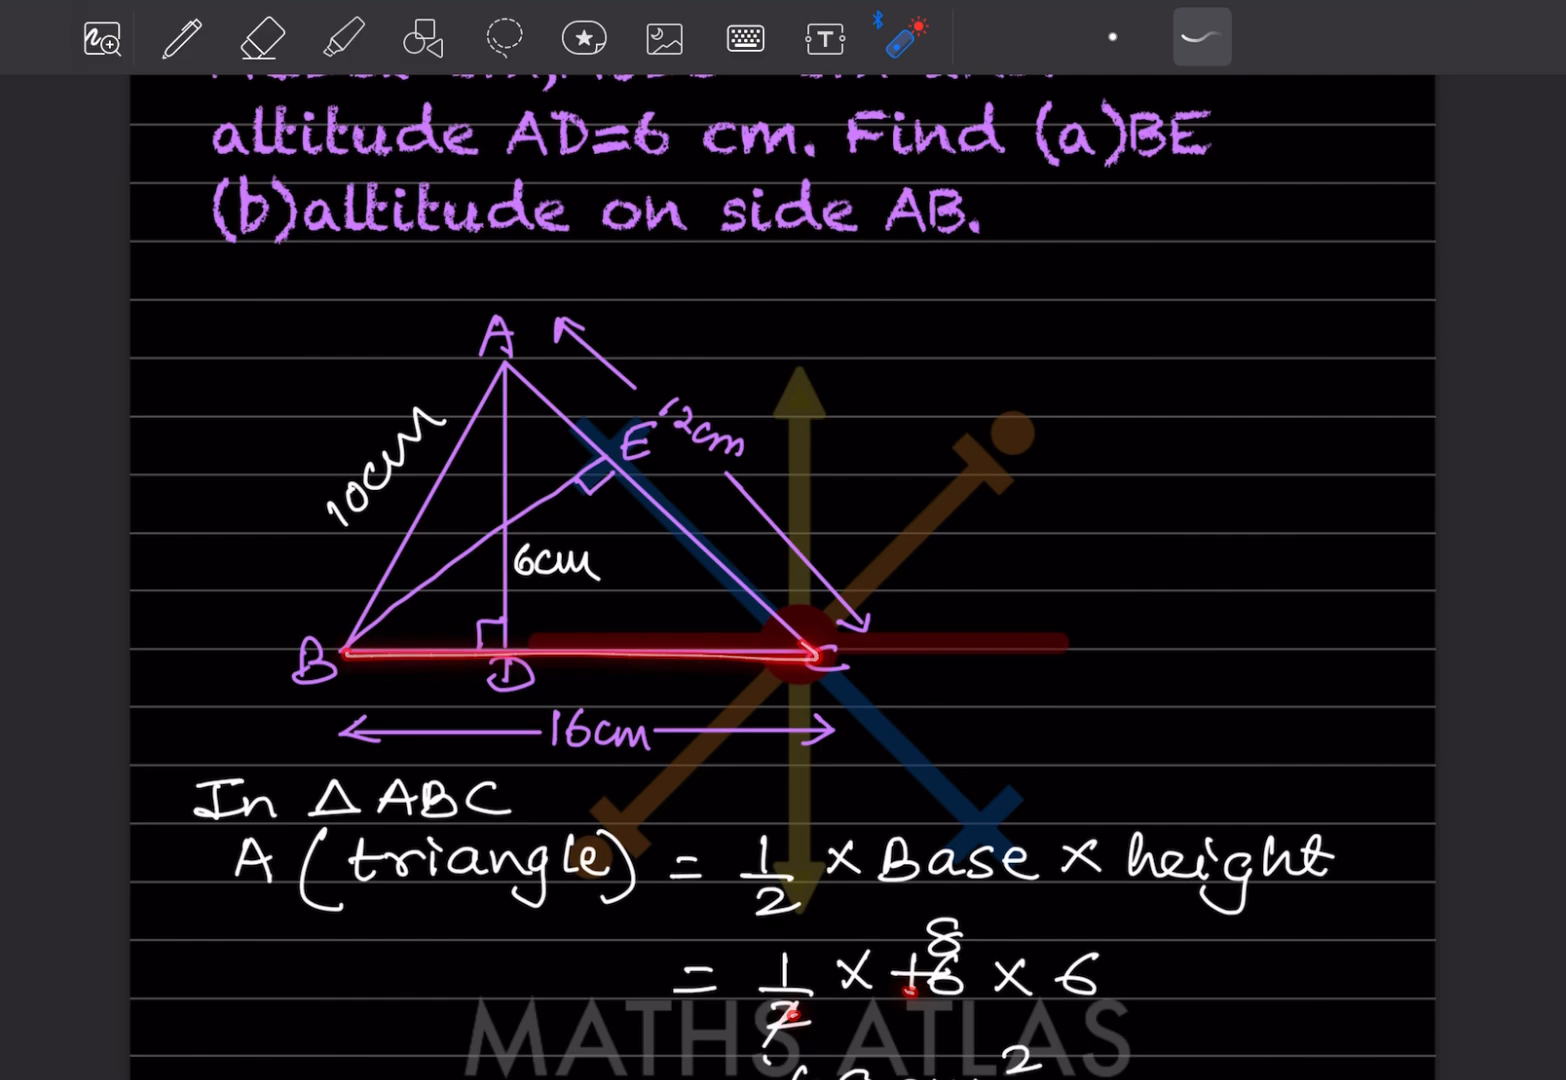 altitude AD=6 cm. Find (a)BE
(b)altitude on side AB.
A
12cm
E
10cm
6cm
B
D
C
16cm
In △ ABC
A (triangle) = 1/2 × Base × height
8
= 1/2 × 16 × 6
MATHS ATLAS